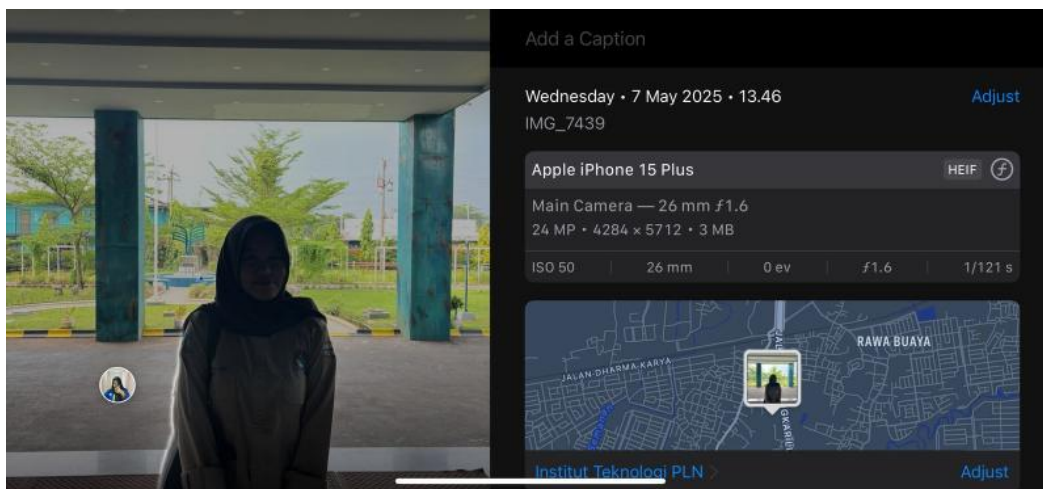 Add a Caption
Wednesday • 7 May 2025 • 13.46
Adjust
IMG_7439
Apple iPhone 15 Plus
HEIF
Main Camera — 26 mm ƒ1.6
24 MP • 4284 × 5712 • 3 MB
ISO 50
26 mm
0 ev
ƒ1.6
1/121 s
RAWA BUAYA
JALAN DHARMA KARYA
Institut Teknologi PLN
Adjust